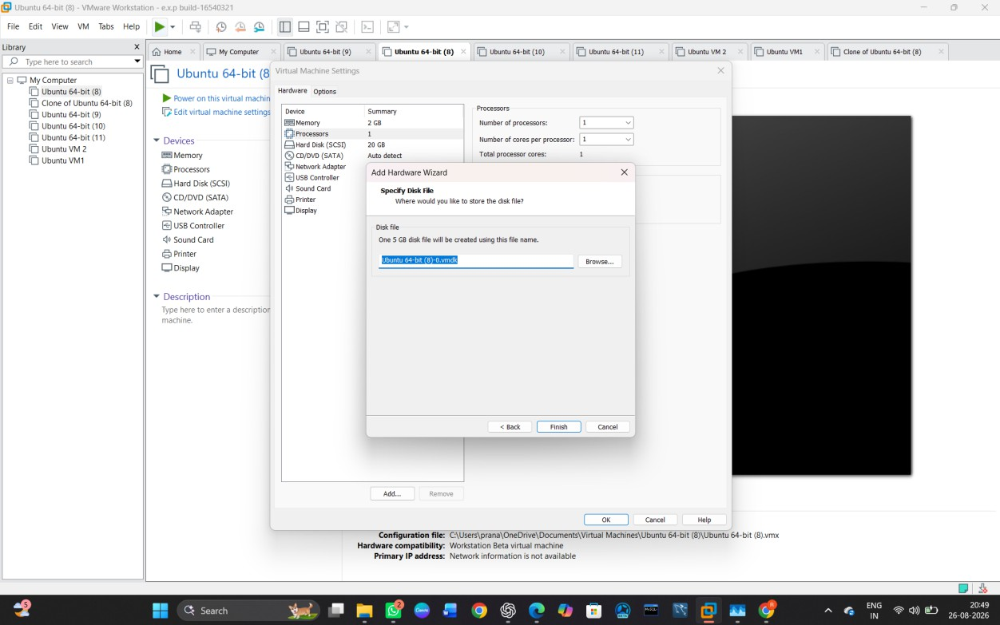 Ubuntu 64-bit (8) - VMware Workstation - e.x.p build-16540321
File Edit View VM Tabs Help
Library
Type here to search
My Computer
Ubuntu 64-bit (8)
Clone of Ubuntu 64-bit (8)
Ubuntu 64-bit (9)
Ubuntu 64-bit (10)
Ubuntu 64-bit (11)
Ubuntu VM 2
Ubuntu VM1
Home My Computer Ubuntu 64-bit (9) Ubuntu 64-bit (8) Ubuntu 64-bit (10) Ubuntu 64-bit (11) Ubuntu VM 2 Ubuntu VM1 Clone of Ubuntu 64-bit (8)
Ubuntu 64-bit (8
Power on this virtual machin
Edit virtual machine settings
Devices
Memory
Processors
Hard Disk (SCSI)
CD/DVD (SATA)
Network Adapter
USB Controller
Sound Card
Printer
Display
Description
Type here to enter a description
machine.
Virtual Machine Settings
Hardware Options
Device Summary
Memory 2 GB
Processors 1
Hard Disk (SCSI) 20 GB
CD/DVD (SATA) Auto detect
Network Adapter
USB Controller
Sound Card
Printer
Display
Processors
Number of processors: 1
Number of cores per processor: 1
Total processor cores: 1
Add Hardware Wizard
Specify Disk File
Where would you like to store the disk file?
Disk file
One 5 GB disk file will be created using this file name.
Ubuntu 64-bit (8)-0.vmdk Browse...
< Back Finish Cancel
Add... Remove
OK Cancel Help
Configuration file: C:\Users\prana\OneDrive\Documents\Virtual Machines\Ubuntu 64-bit (8)\Ubuntu 64-bit (8).vmx
Hardware compatibility: Workstation Beta virtual machine
Primary IP address: Network information is not available
5
Search
2
ENG
IN
20:49
26-08-2026